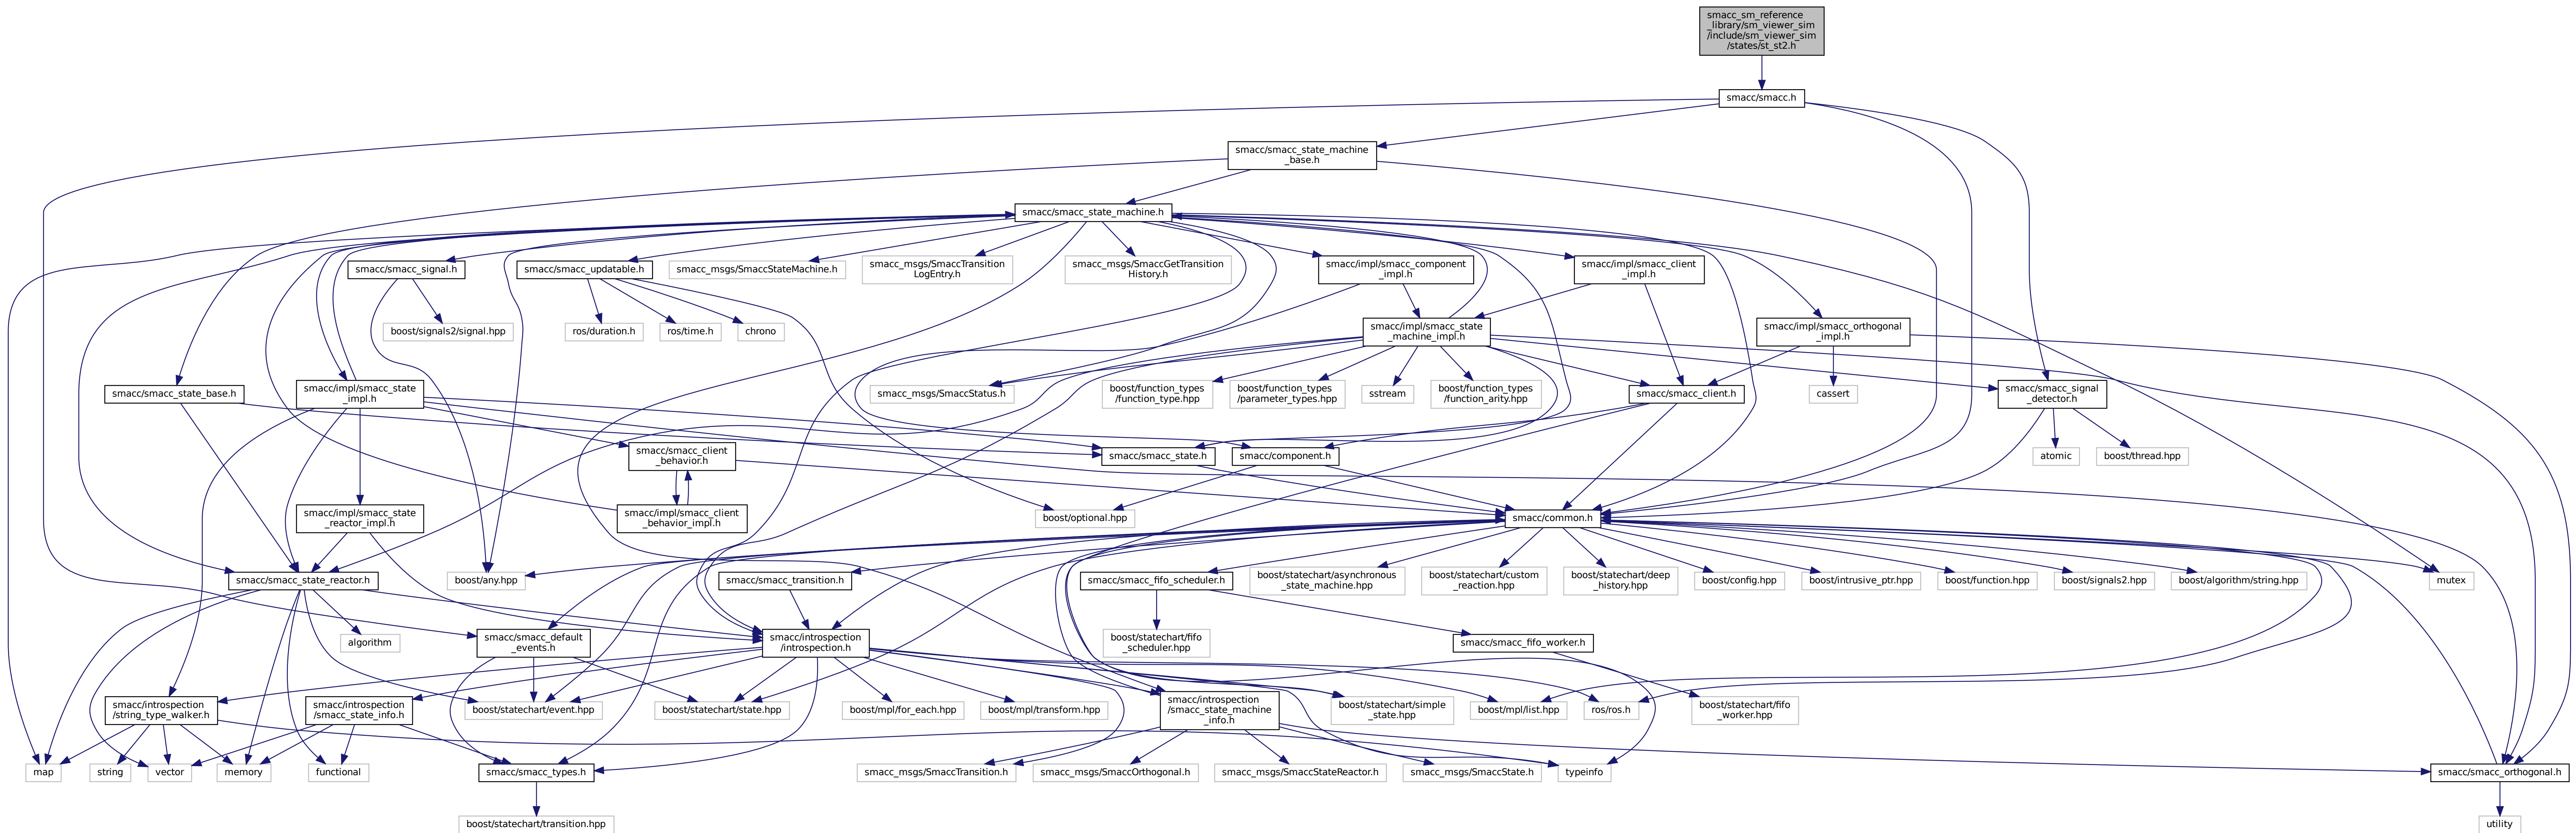 smacc_sm_reference
_library/sm_viewer_sim
/include/sm_viewer_sim
/states/st_st2.h
smacc/smacc.h
smacc/smacc_state_machine
_base.h
smacc/smacc_state_machine.h
smacc/smacc_signal.h
smacc/smacc_updatable.h
smacc_msgs/SmaccStateMachine.h
smacc_msgs/SmaccTransition
LogEntry.h
smacc_msgs/SmaccGetTransition
History.h
smacc/impl/smacc_component
_impl.h
smacc/impl/smacc_client
_impl.h
boost/signals2/signal.hpp
ros/duration.h
ros/time.h
chrono
smacc/impl/smacc_state
_machine_impl.h
smacc/impl/smacc_orthogonal
_impl.h
smacc/smacc_state_base.h
smacc/impl/smacc_state
_impl.h
smacc_msgs/SmaccStatus.h
boost/function_types
/function_type.hpp
boost/function_types
/parameter_types.hpp
sstream
boost/function_types
/function_arity.hpp
smacc/smacc_client.h
cassert
smacc/smacc_signal
_detector.h
smacc/smacc_client
_behavior.h
smacc/smacc_state.h
smacc/component.h
atomic
boost/thread.hpp
smacc/impl/smacc_state
_reactor_impl.h
smacc/impl/smacc_client
_behavior_impl.h
boost/optional.hpp
smacc/common.h
smacc/smacc_state_reactor.h
boost/any.hpp
smacc/smacc_transition.h
smacc/smacc_fifo_scheduler.h
boost/statechart/asynchronous
_state_machine.hpp
boost/statechart/custom
_reaction.hpp
boost/statechart/deep
_history.hpp
boost/config.hpp
boost/intrusive_ptr.hpp
boost/function.hpp
boost/signals2.hpp
boost/algorithm/string.hpp
mutex
algorithm
smacc/smacc_default
_events.h
smacc/introspection
/introspection.h
boost/statechart/fifo
_scheduler.hpp
smacc/smacc_fifo_worker.h
smacc/introspection
/string_type_walker.h
smacc/introspection
/smacc_state_info.h
boost/statechart/event.hpp
boost/statechart/state.hpp
boost/mpl/for_each.hpp
boost/mpl/transform.hpp
smacc/introspection
/smacc_state_machine
_info.h
boost/statechart/simple
_state.hpp
boost/mpl/list.hpp
ros/ros.h
boost/statechart/fifo
_worker.hpp
map
string
vector
memory
functional
smacc/smacc_types.h
smacc_msgs/SmaccTransition.h
smacc_msgs/SmaccOrthogonal.h
smacc_msgs/SmaccStateReactor.h
smacc_msgs/SmaccState.h
typeinfo
smacc/smacc_orthogonal.h
boost/statechart/transition.hpp
utility